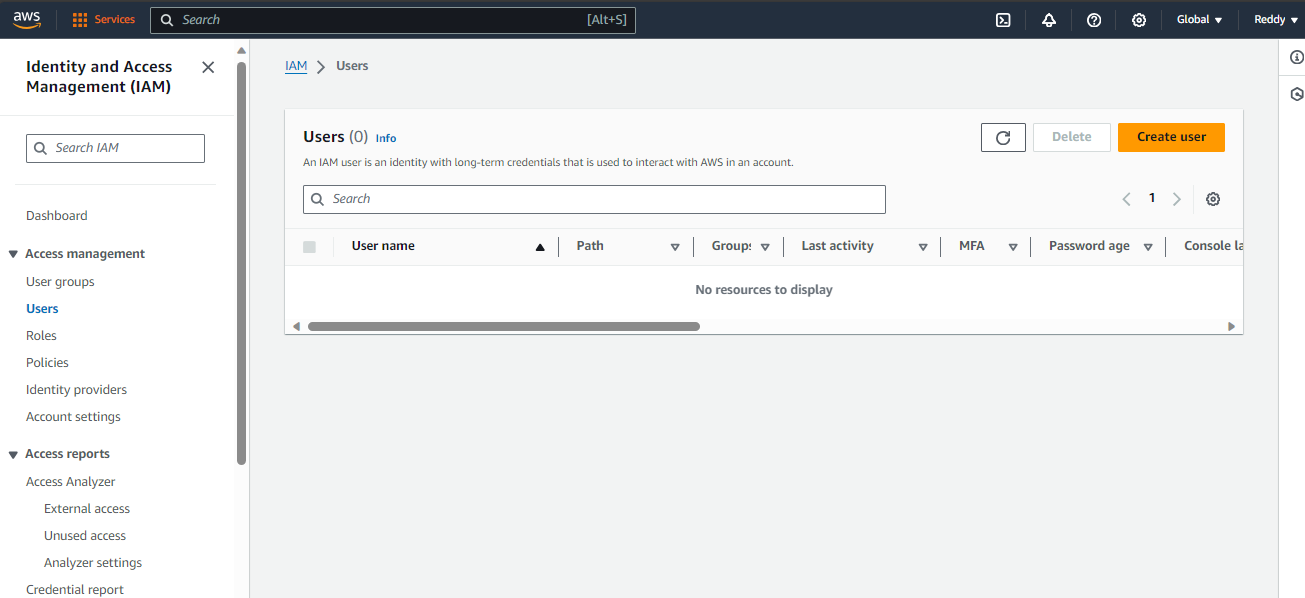 aws Services Search [Alt+S] Global Reddy
Identity and Access
Management (IAM)
Search IAM
Dashboard
Access management
User groups
Users
Roles
Policies
Identity providers
Account settings
Access reports
Access Analyzer
External access
Unused access
Analyzer settings
Credential report
IAM Users
Users (0) Info Delete Create user
An IAM user is an identity with long-term credentials that is used to interact with AWS in an account.
Search 1
User name Path Groups Last activity MFA Password age Console la
No resources to display